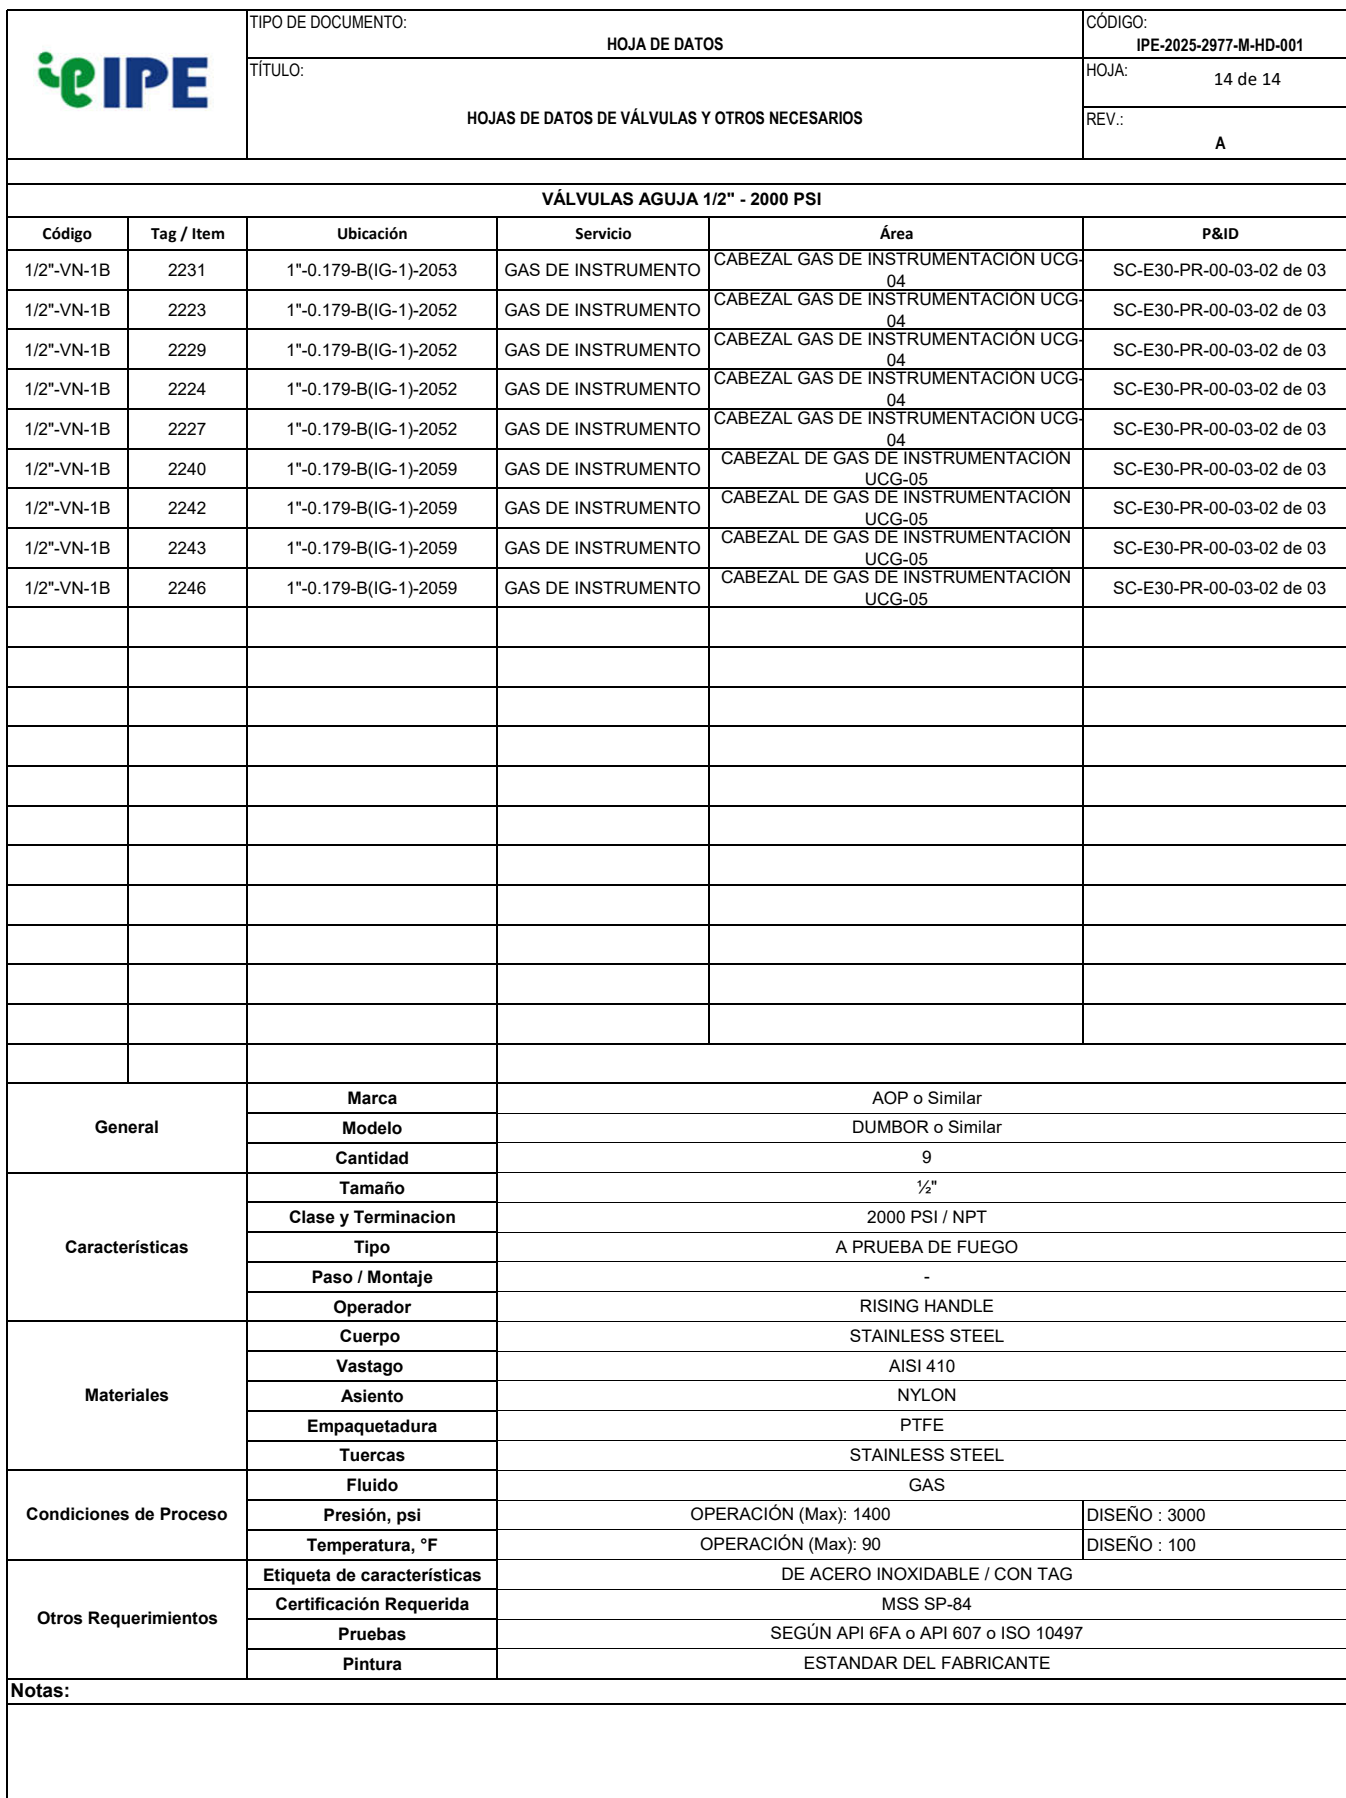 IPE
TIPO DE DOCUMENTO:
HOJA DE DATOS
CÓDIGO:
IPE-2025-2977-M-HD-001
TÍTULO:
HOJAS DE DATOS DE VÁLVULAS Y OTROS NECESARIOS
HOJA:
14 de 14
REV.:
A
VÁLVULAS AGUJA 1/2" - 2000 PSI
Código Tag / Item Ubicación Servicio Área P&ID
1/2"-VN-1B 2231 1"-0.179-B(IG-1)-2053 GAS DE INSTRUMENTO CABEZAL GAS DE INSTRUMENTACIÓN UCG-
04 SC-E30-PR-00-03-02 de 03
1/2"-VN-1B 2223 1"-0.179-B(IG-1)-2052 GAS DE INSTRUMENTO CABEZAL GAS DE INSTRUMENTACIÓN UCG-
04 SC-E30-PR-00-03-02 de 03
1/2"-VN-1B 2229 1"-0.179-B(IG-1)-2052 GAS DE INSTRUMENTO CABEZAL GAS DE INSTRUMENTACIÓN UCG-
04 SC-E30-PR-00-03-02 de 03
1/2"-VN-1B 2224 1"-0.179-B(IG-1)-2052 GAS DE INSTRUMENTO CABEZAL GAS DE INSTRUMENTACIÓN UCG-
04 SC-E30-PR-00-03-02 de 03
1/2"-VN-1B 2227 1"-0.179-B(IG-1)-2052 GAS DE INSTRUMENTO CABEZAL GAS DE INSTRUMENTACIÓN UCG-
04 SC-E30-PR-00-03-02 de 03
1/2"-VN-1B 2240 1"-0.179-B(IG-1)-2059 GAS DE INSTRUMENTO CABEZAL DE GAS DE INSTRUMENTACIÓN
UCG-05 SC-E30-PR-00-03-02 de 03
1/2"-VN-1B 2242 1"-0.179-B(IG-1)-2059 GAS DE INSTRUMENTO CABEZAL DE GAS DE INSTRUMENTACIÓN
UCG-05 SC-E30-PR-00-03-02 de 03
1/2"-VN-1B 2243 1"-0.179-B(IG-1)-2059 GAS DE INSTRUMENTO CABEZAL DE GAS DE INSTRUMENTACIÓN
UCG-05 SC-E30-PR-00-03-02 de 03
1/2"-VN-1B 2246 1"-0.179-B(IG-1)-2059 GAS DE INSTRUMENTO CABEZAL DE GAS DE INSTRUMENTACIÓN
UCG-05 SC-E30-PR-00-03-02 de 03
General
Marca AOP o Similar
Modelo DUMBOR o Similar
Cantidad 9
Características
Tamaño ½"
Clase y Terminacion 2000 PSI / NPT
Tipo A PRUEBA DE FUEGO
Paso / Montaje -
Operador RISING HANDLE
Materiales
Cuerpo STAINLESS STEEL
Vastago AISI 410
Asiento NYLON
Empaquetadura PTFE
Tuercas STAINLESS STEEL
Condiciones de Proceso
Fluido GAS
Presión, psi OPERACIÓN (Max): 1400 DISEÑO : 3000
Temperatura, °F OPERACIÓN (Max): 90 DISEÑO : 100
Otros Requerimientos
Etiqueta de características DE ACERO INOXIDABLE / CON TAG
Certificación Requerida MSS SP-84
Pruebas SEGÚN API 6FA o API 607 o ISO 10497
Pintura ESTANDAR DEL FABRICANTE
Notas: